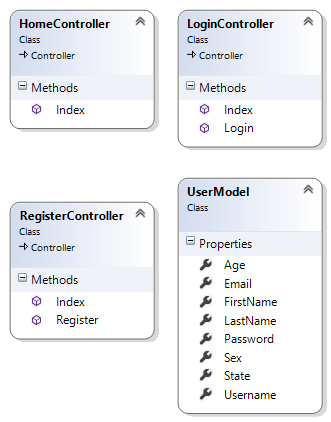 HomeController
Class
Controller
Methods
Index
LoginController
Class
Controller
Methods
Index
Login
RegisterController
Class
Controller
Methods
Index
Register
UserModel
Class
Properties
Age
Email
FirstName
LastName
Password
Sex
State
Username